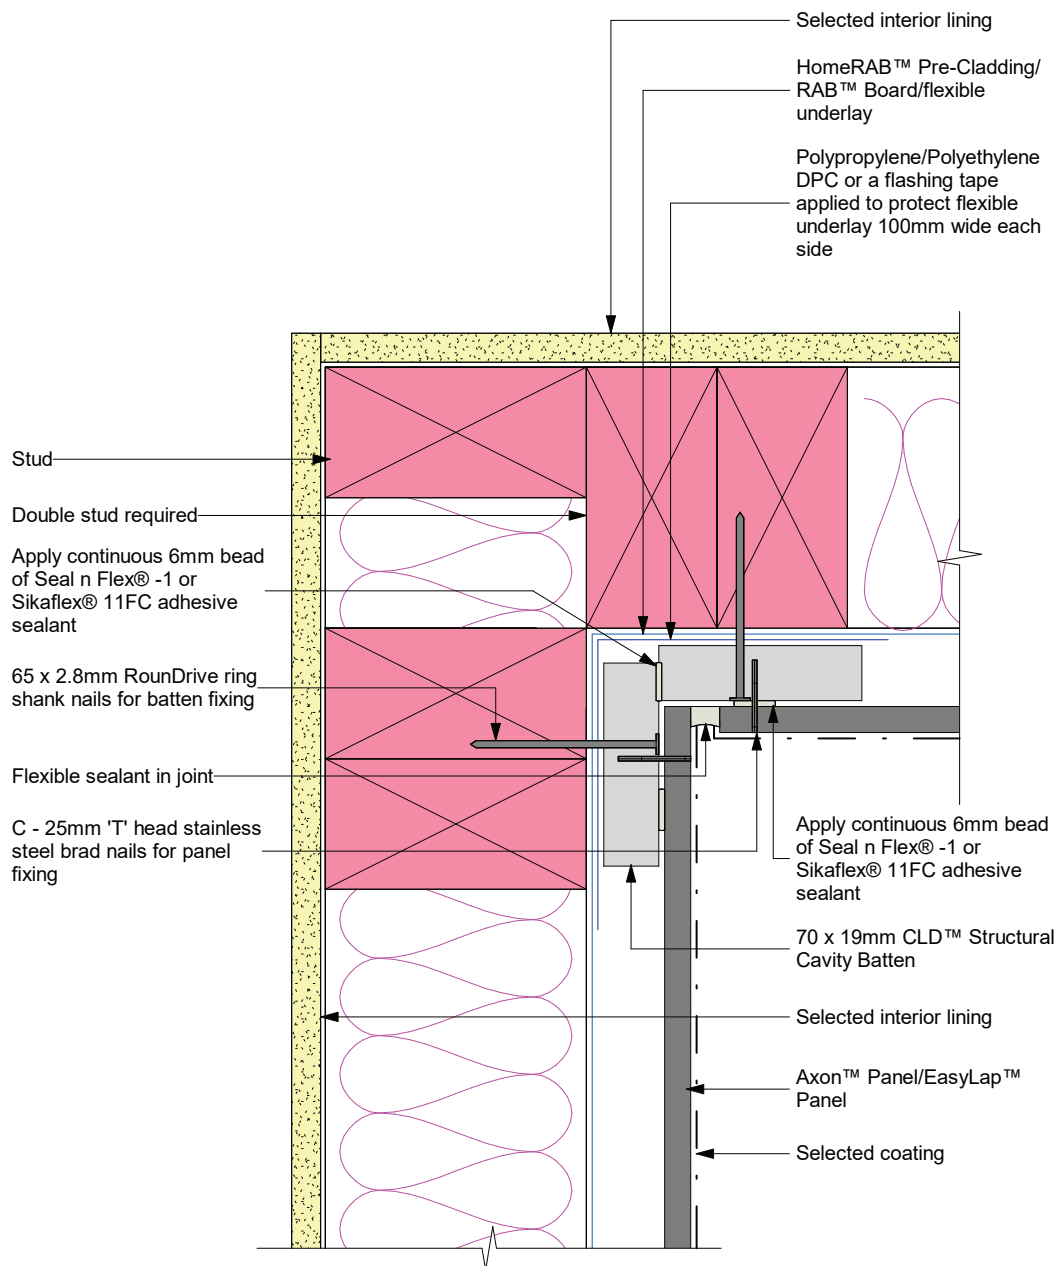 Selected interior lining
HomeRAB™ Pre-Cladding/
RAB™ Board/flexible
underlay
Polypropylene/Polyethylene
DPC or a flashing tape
applied to protect flexible
underlay 100mm wide each
side
Stud
Double stud required
Apply continuous 6mm bead
of Seal n Flex® -1 or
Sikaflex® 11FC adhesive
sealant
65 x 2.8mm RounDrive ring
shank nails for batten fixing
Flexible sealant in joint
C - 25mm 'T' head stainless
steel brad nails for panel
fixing
Apply continuous 6mm bead
of Seal n Flex® -1 or
Sikaflex® 11FC adhesive
sealant
70 x 19mm CLD™ Structural
Cavity Batten
Selected interior lining
Axon™ Panel/EasyLap™
Panel
Selected coating